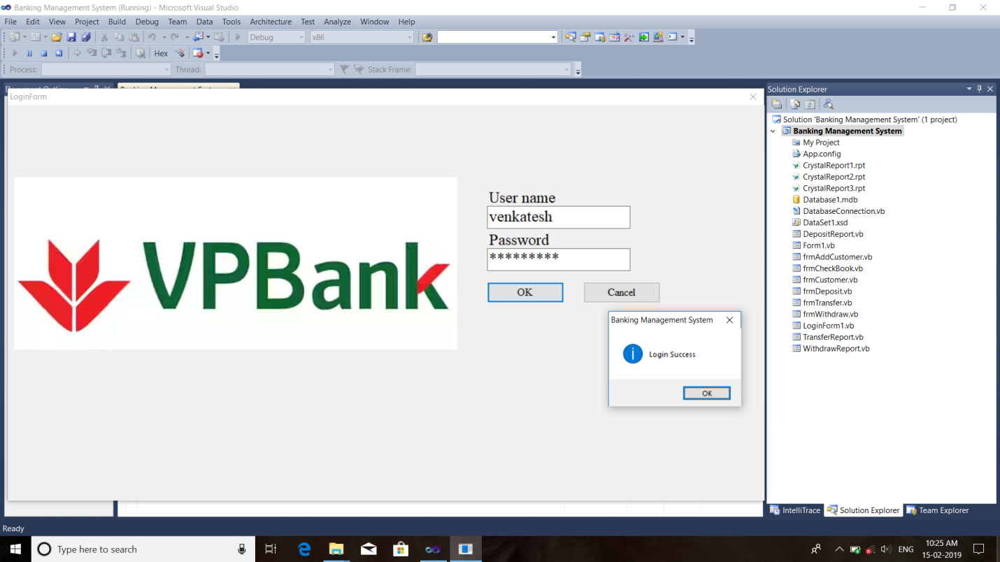 Banking Management System (Running) - Microsoft Visual Studio
File Edit View Project Build Debug Team Data Tools Architecture Test Analyze Window Help
Debug x86
Hex
Process: Thread: Stack Frame:
LoginForm
VPBank
User name
venkatesh
Password
*********
OK Cancel
Banking Management System
Login Success
OK
Solution Explorer
Solution 'Banking Management System' (1 project)
Banking Management System
My Project
App.config
CrystalReport1.rpt
CrystalReport2.rpt
CrystalReport3.rpt
Database1.mdb
DatabaseConnection.vb
DataSet1.xsd
DepositReport.vb
Form1.vb
frmAddCustomer.vb
frmCheckBook.vb
frmCustomer.vb
frmDeposit.vb
frmTransfer.vb
frmWithdraw.vb
LoginForm1.vb
TransferReport.vb
WithdrawReport.vb
IntelliTrace Solution Explorer Team Explorer
Ready
Type here to search
ENG
10:25 AM
15-02-2019